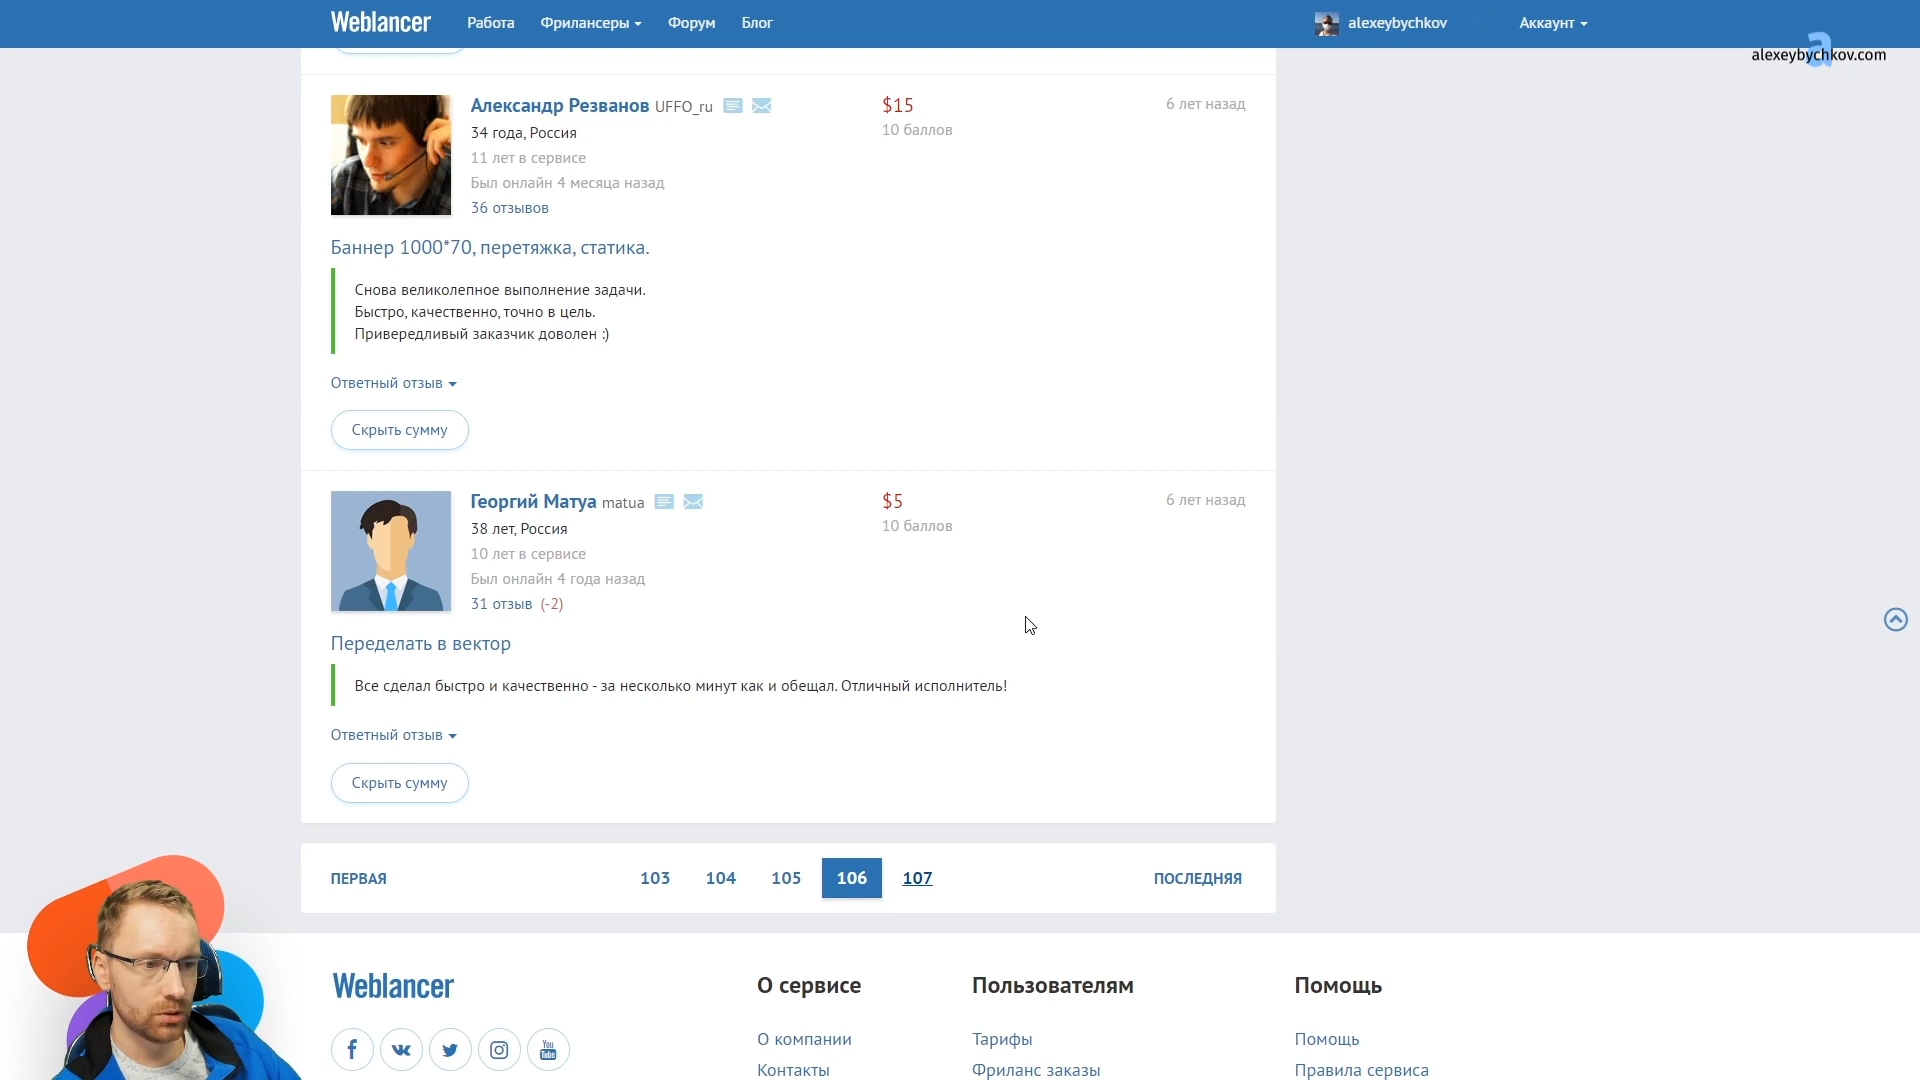 Weblancer
Работа
Фрилансеры
Форум
Блог
alexeybychkov
Аккаунт
alexeybychkov.com
Александр Резванов UFFO_ru
$15
6 лет назад
34 года, Россия
10 баллов
11 лет в сервисе
Был онлайн 4 месяца назад
36 отзывов
Баннер 1000*70, перетяжка, статика.
Снова великолепное выполнение задачи.
Быстро, качественно, точно в цель.
Привередливый заказчик доволен :)
Ответный отзыв
Скрыть сумму
Георгий Матуа matua
$5
6 лет назад
38 лет, Россия
10 баллов
10 лет в сервисе
Был онлайн 4 года назад
31 отзыв (-2)
Переделать в вектор
Все сделал быстро и качественно - за несколько минут как и обещал. Отличный исполнитель!
Ответный отзыв
Скрыть сумму
ПЕРВАЯ
103
104
105
106
107
ПОСЛЕДНЯЯ
Weblancer
О сервисе
Пользователям
Помощь
О компании
Тарифы
Помощь
You Tube
Контакты
Фриланс заказы
Правила сервиса